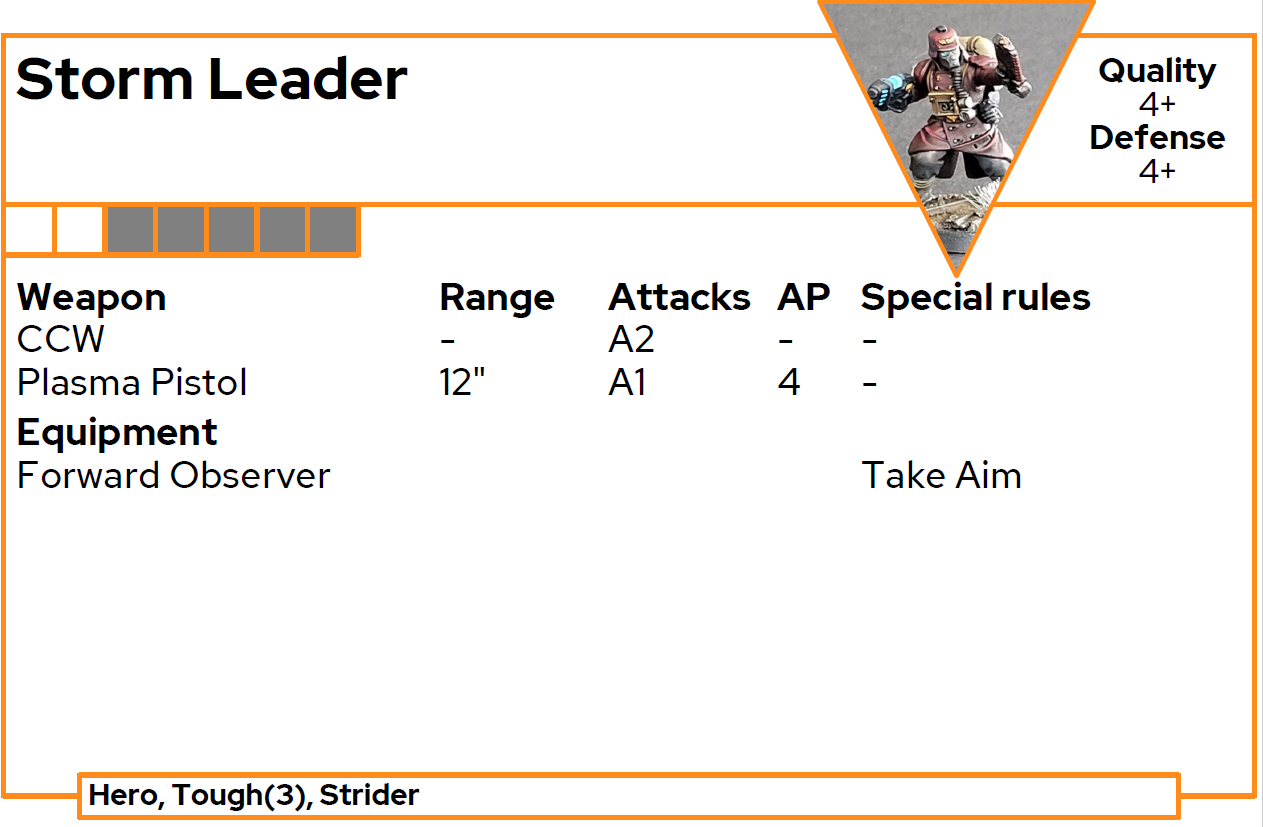 Storm Leader
Quality
4+
Defense
4+
Weapon Range Attacks AP Special rules
CCW - A2 - -
Plasma Pistol 12" A1 4 -
Equipment
Forward Observer Take Aim
Hero, Tough(3), Strider